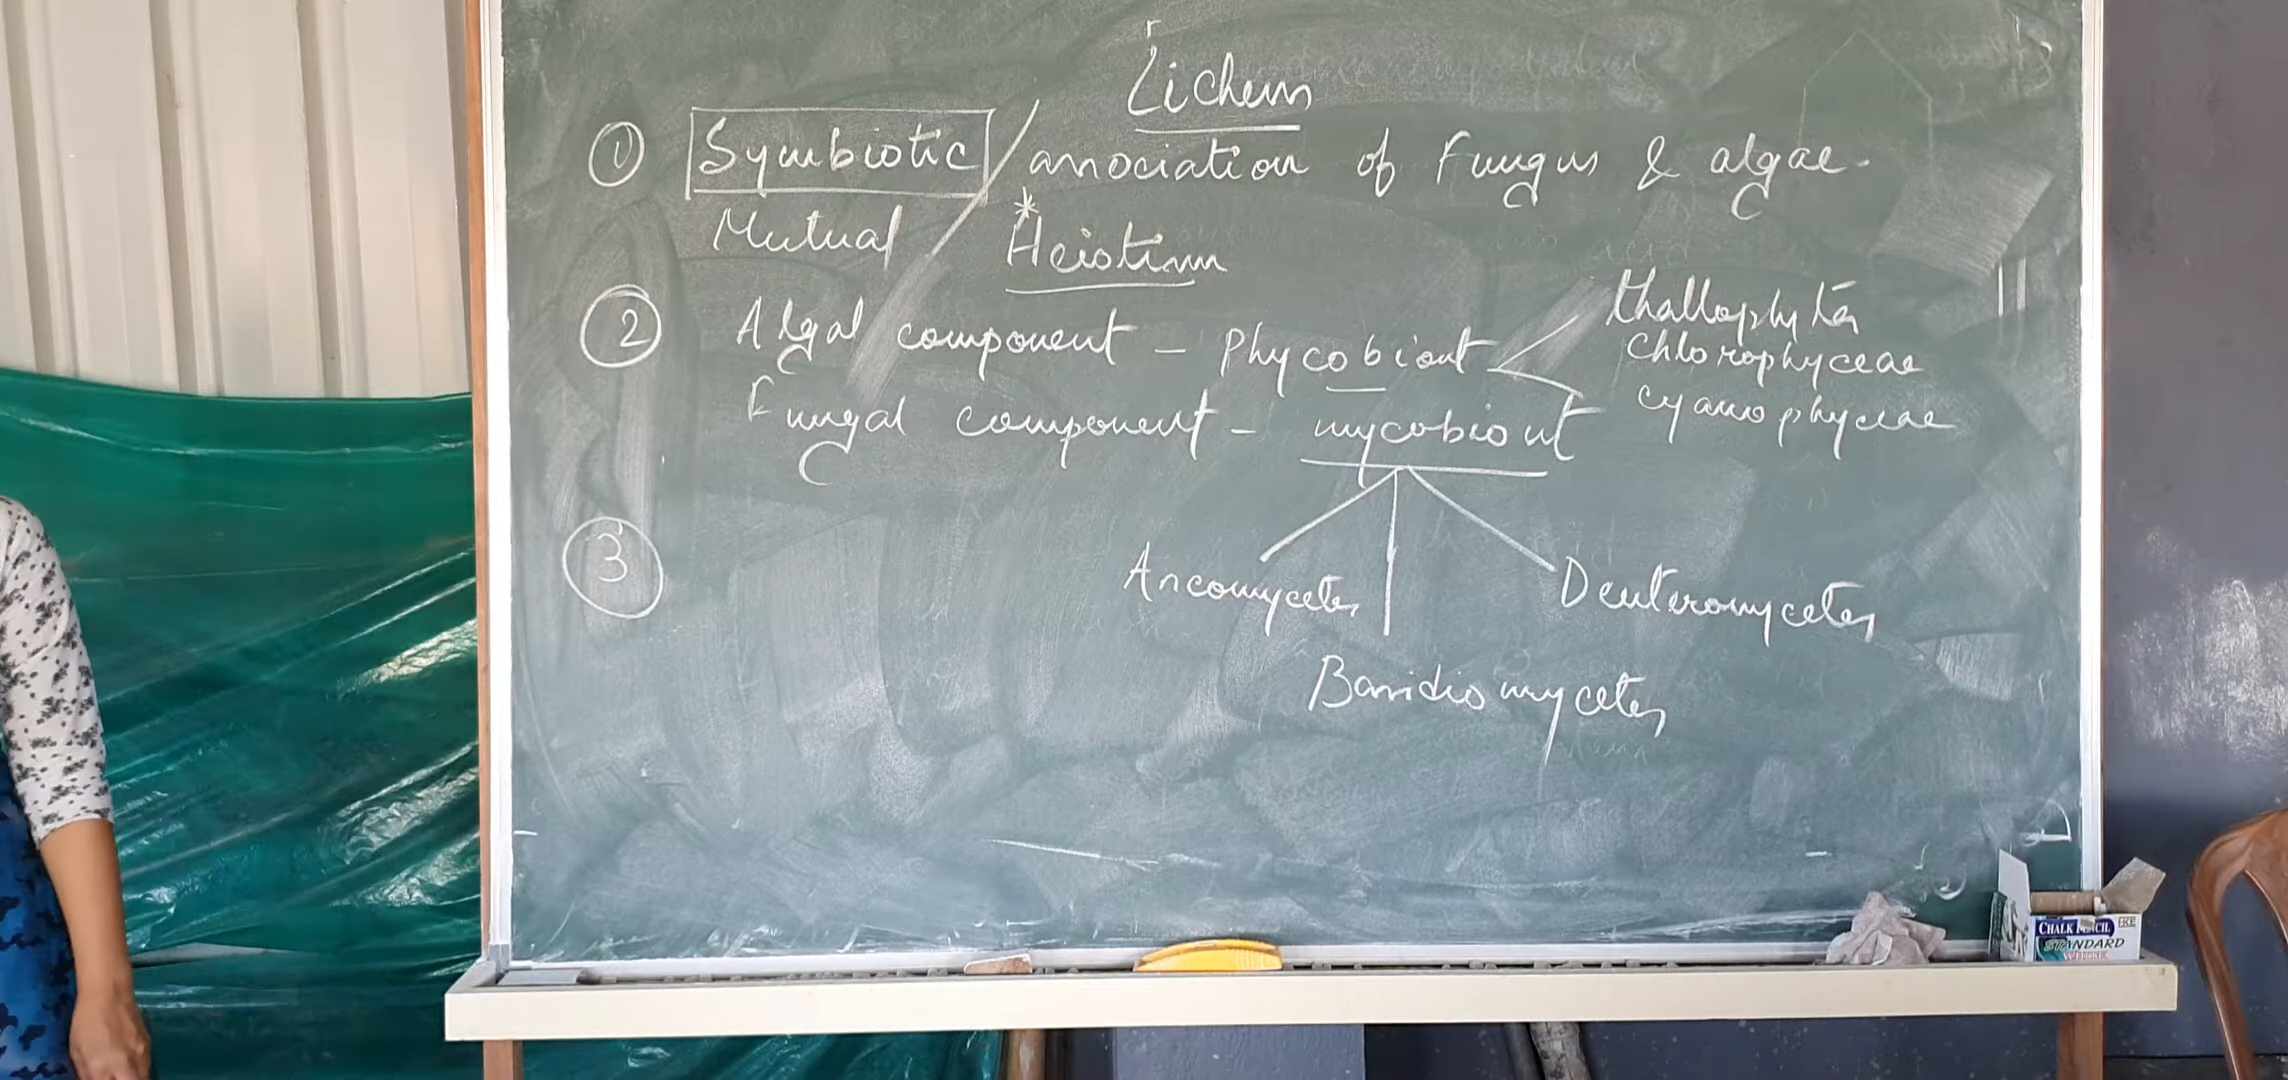 Lichens
① Symbiotic / association of Fungus & algae.
Mutual
* Helotism
② Algal component - Phycobiont
thallophyta
chlorophyceae
cyanophyceae
Fungal component - mycobiont
③
Ascomycetes
Deuteromycetes
Basidiomycetes
CHALK PENCIL
STANDARD